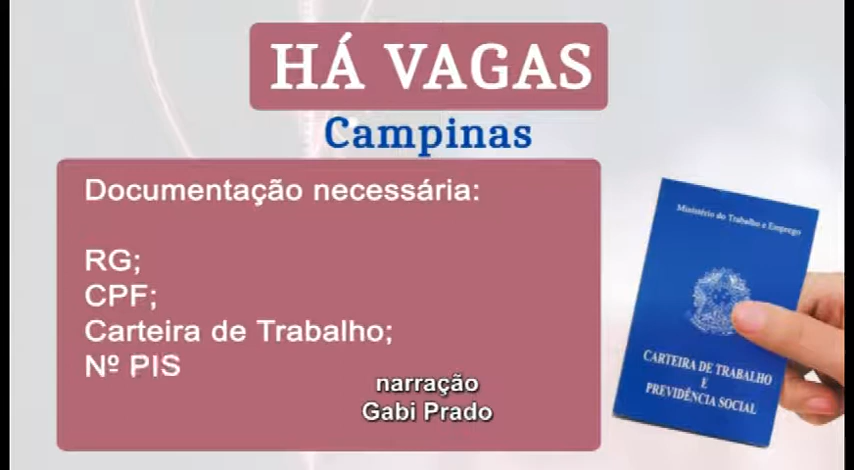 HÁ VAGAS
Campinas
Documentação necessária:
RG;
CPF;
Carteira de Trabalho;
Nº PIS
narração
Gabi Prado
Ministério do Trabalho e Emprego
CARTEIRA DE TRABALHO
E
PREVIDÊNCIA SOCIAL